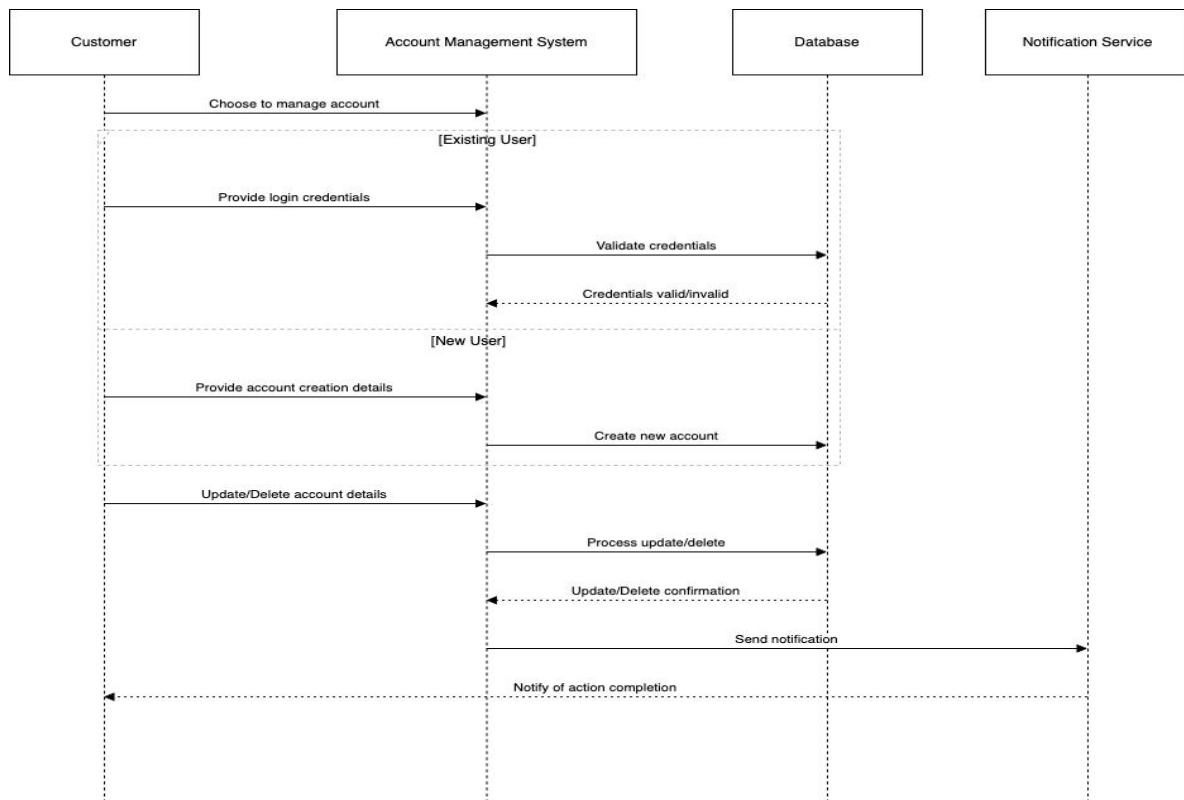 Customer
Account Management System
Database
Notification Service
Choose to manage account
[Existing User]
Provide login credentials
Validate credentials
Credentials valid/invalid
[New User]
Provide account creation details
Create new account
Update/Delete account details
Process update/delete
Update/Delete confirmation
Send notification
Notify of action completion